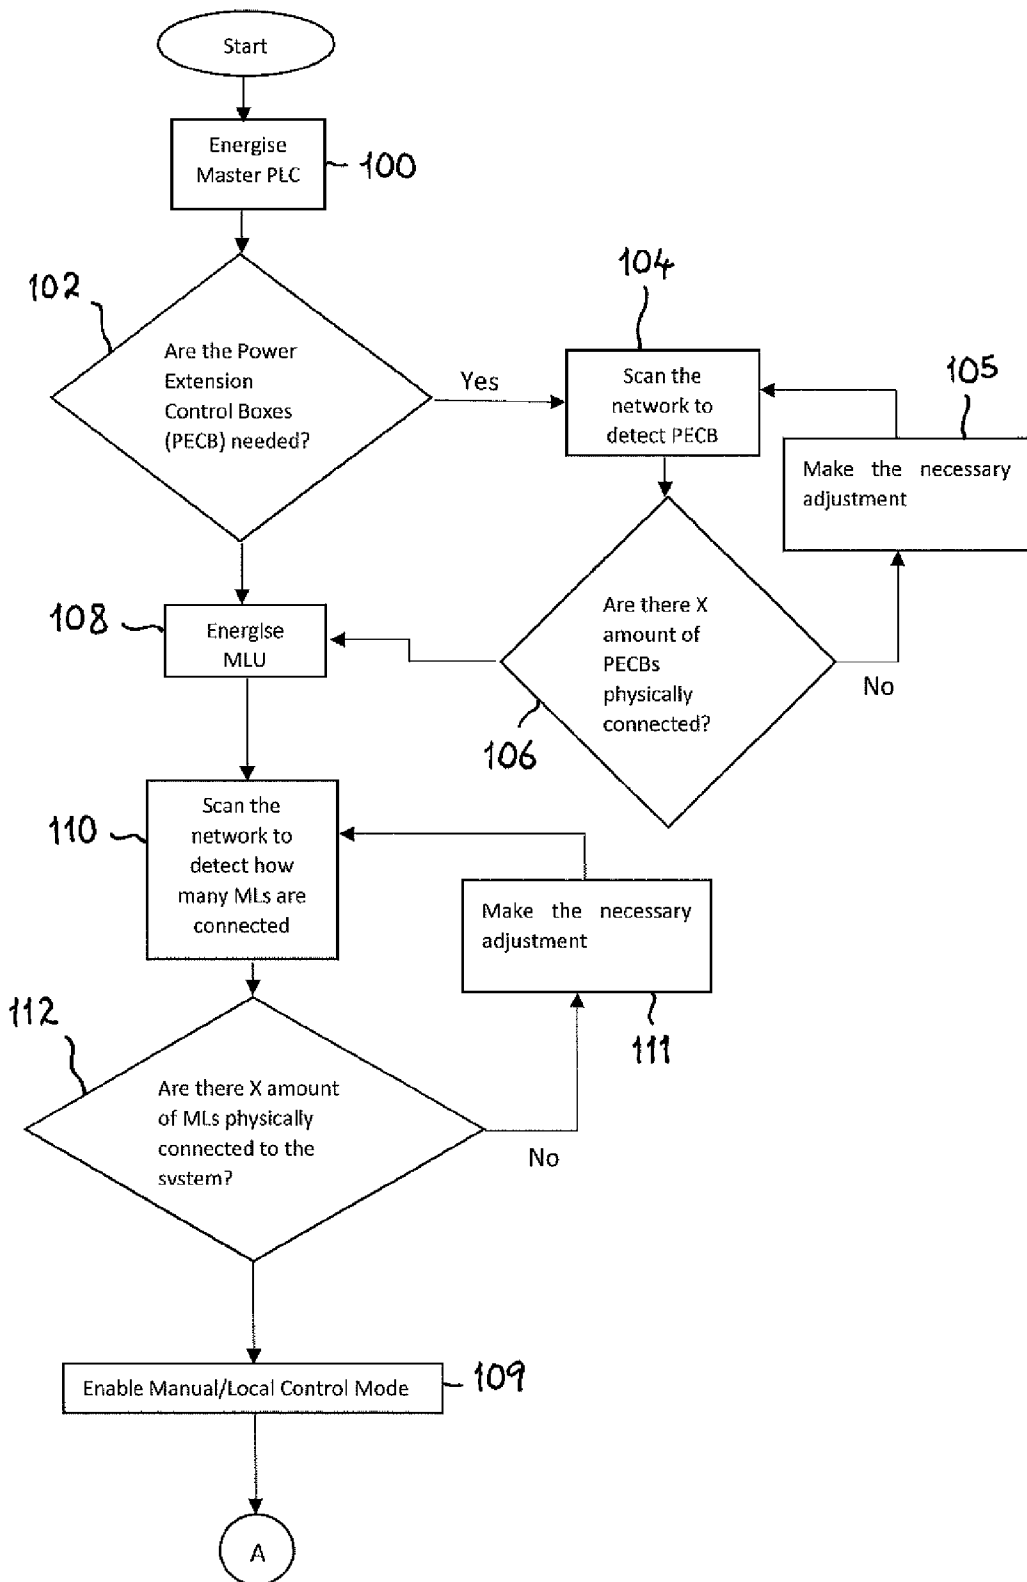 Start
Energise
Master PLC
100
102
Are the Power
Extension
Control Boxes
(PECB) needed?
Yes
104
Scan the
network to
detect PECB
105
Make the necessary
adjustment
Are there X
amount of
PECBs
physically
connected?
No
106
108
Energise
MLU
110
Scan the
network to
detect how
many MLs are
connected
Make the necessary
adjustment
111
112
Are there X amount
of MLs physically
connected to the
system?
No
Enable Manual/Local Control Mode
109
A